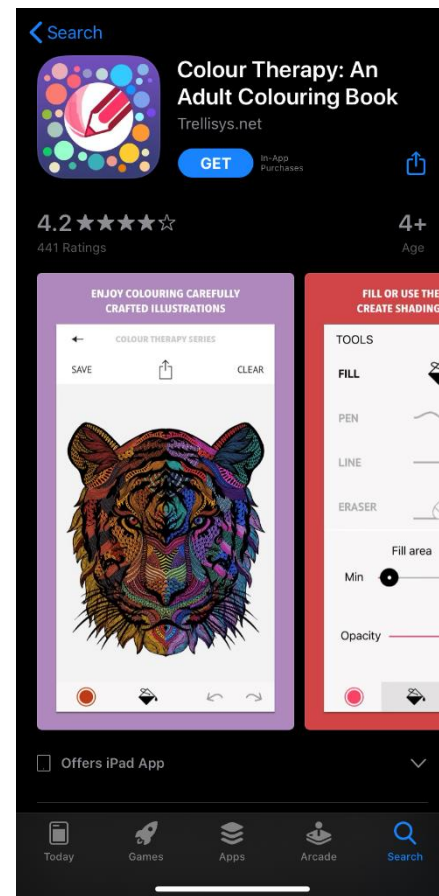 Search
Colour Therapy: An
Adult Colouring Book
Trellisys.net
GET
In-App
Purchases
4.2
4+
441 Ratings
Age
ENJOY COLOURING CAREFULLY
CRAFTED ILLUSTRATIONS
COLOUR THERAPY SERIES
SAVE
CLEAR
FILL OR USE THE
CREATE SHADING
TOOLS
FILL
PEN
LINE
ERASER
Fill area
Min
Opacity
Offers iPad App
Today
Games
Apps
Arcade
Search